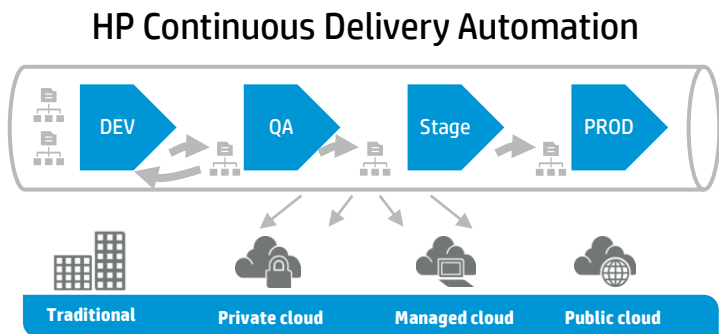 HP Continuous Delivery Automation
DEV
QA
Stage
PROD
Traditional
Private cloud
Managed cloud
Public cloud